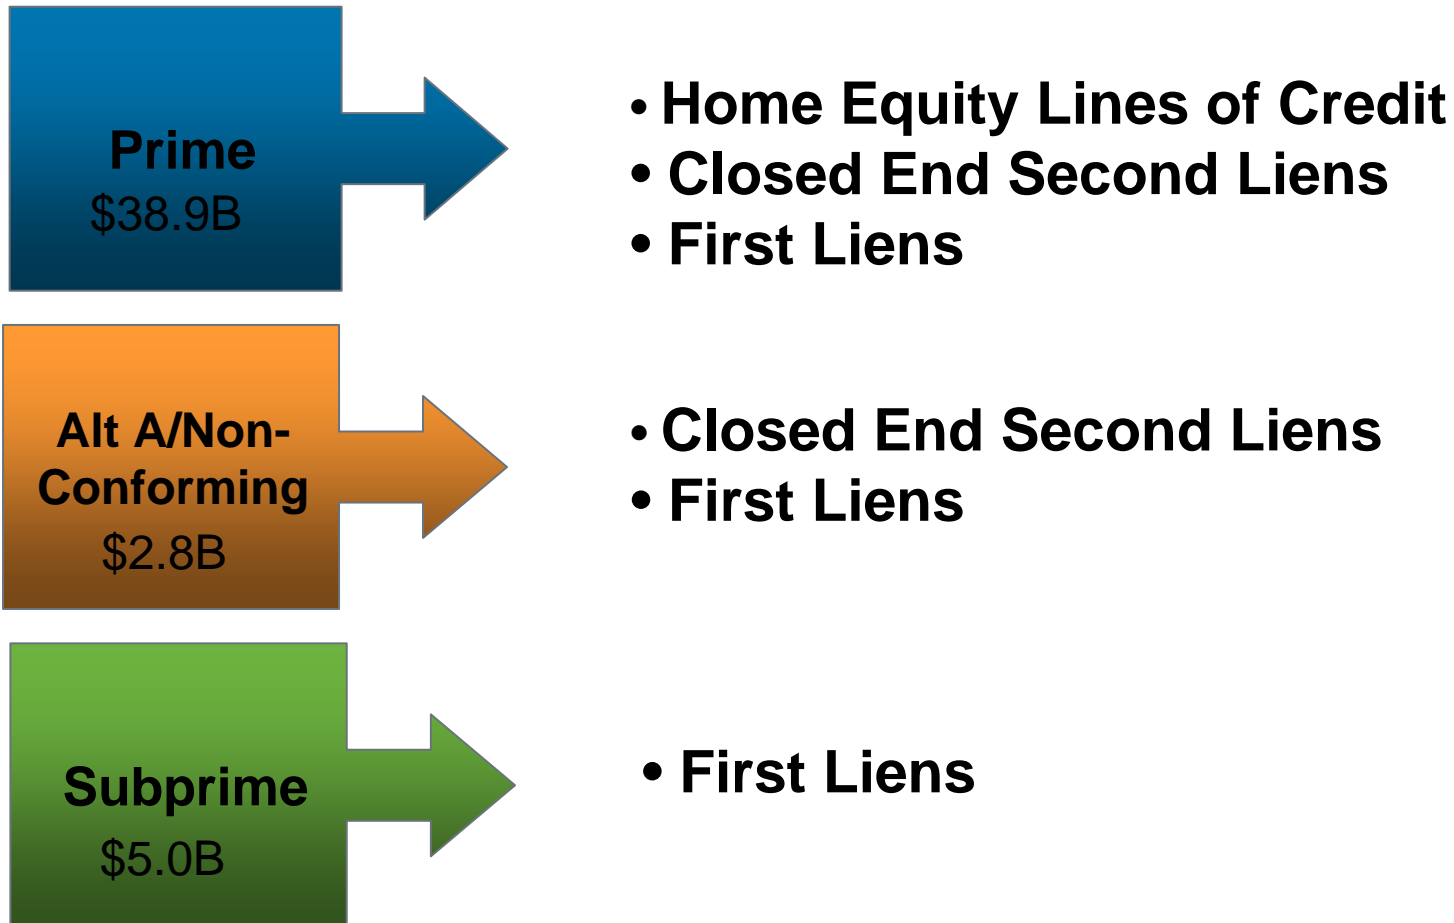 Prime
$38.9B
• Home Equity Lines of Credit
• Closed End Second Liens
• First Liens
Alt A/Non-
Conforming
$2.8B
• Closed End Second Liens
• First Liens
Subprime
$5.0B
• First Liens